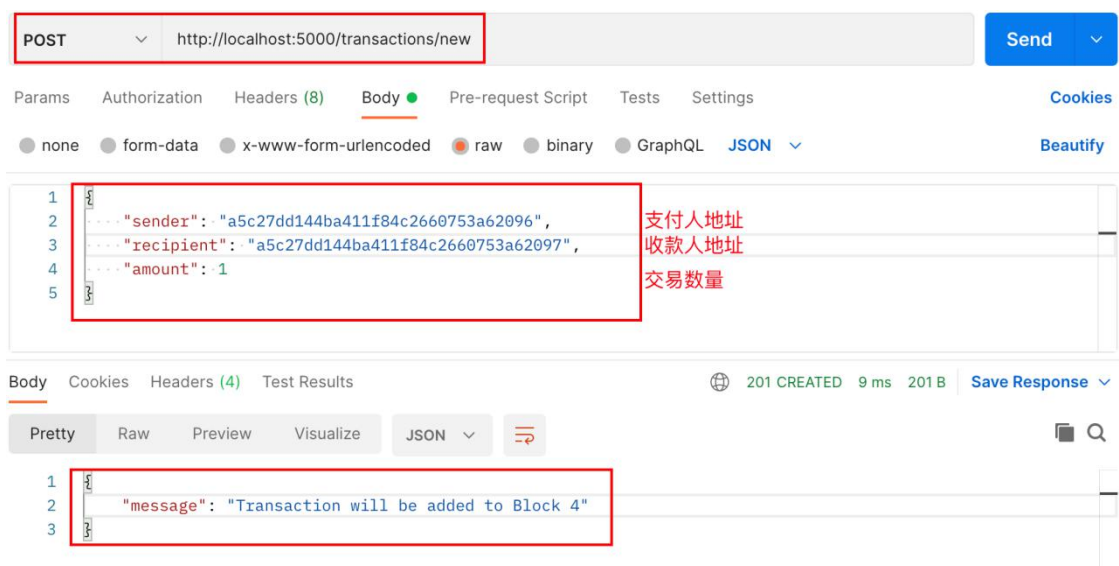 POST http://localhost:5000/transactions/new Send
Params Authorization Headers (8) Body Pre-request Script Tests Settings Cookies
none form-data x-www-form-urlencoded raw binary GraphQL JSON Beautify
1 {
2 "sender": "a5c27dd144ba411f84c2660753a62096", 支付人地址
3 "recipient": "a5c27dd144ba411f84c2660753a62097", 收款人地址
4 "amount": 1 交易数量
5 }
Body Cookies Headers (4) Test Results 201 CREATED 9 ms 201 B Save Response
Pretty Raw Preview Visualize JSON
1 {
2 "message": "Transaction will be added to Block 4"
3 }